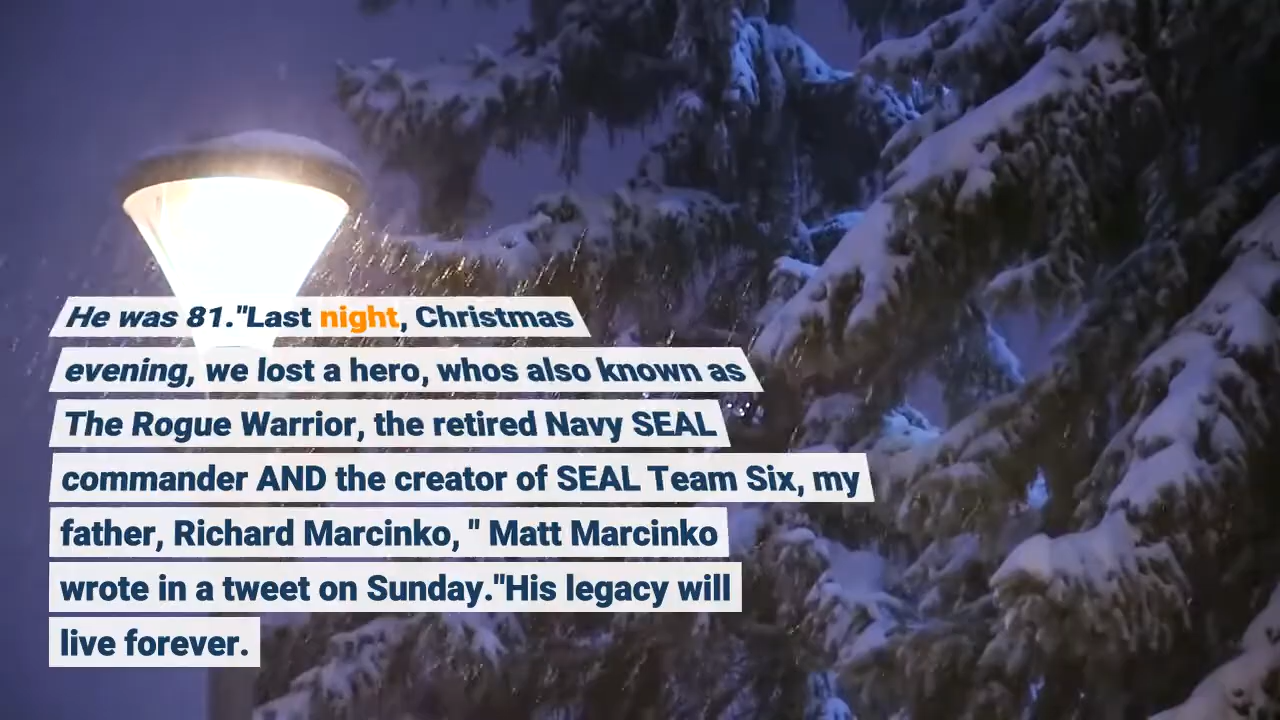 He was 81."Last night, Christmas
evening, we lost a hero, whos also known as
The Rogue Warrior, the retired Navy SEAL
commander AND the creator of SEAL Team Six, my
father, Richard Marcinko, " Matt Marcinko
wrote in a tweet on Sunday."His legacy will
live forever.